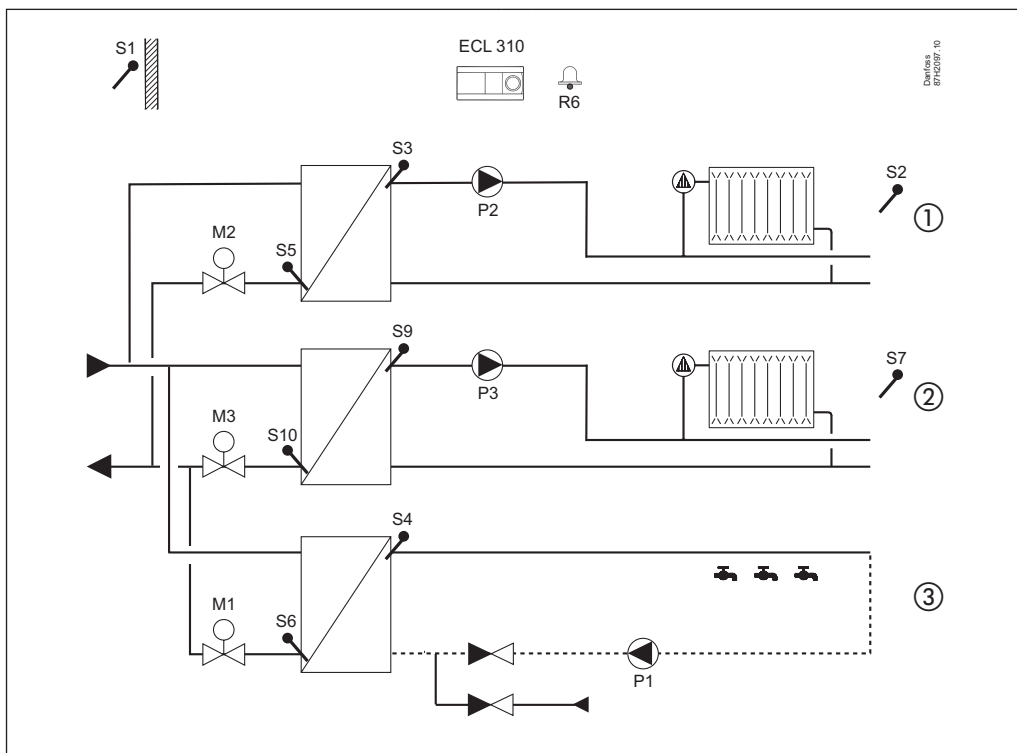 S1
ECL 310
R6
Danfoss
87H2097.10
S3
P2
S2
①
M2
S5
S9
P3
S7
②
M3
S10
S4
③
M1
S6
P1